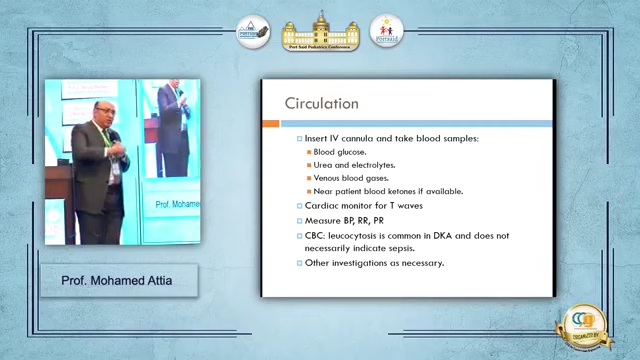 Port Said Pediatrics Conference
Circulation
Insert IV cannula and take blood samples:
Blood glucose.
Urea and electrolytes.
Venous blood gases.
Near patient blood ketones if available.
Cardiac monitor for T waves
Measure BP, RR, PR
CBC: leucocytosis is common in DKA and does not
necessarily indicate sepsis.
Other investigations as necessary.
Prof. Mohame
Prof. Mohamed Attia
ORGANIZED BY